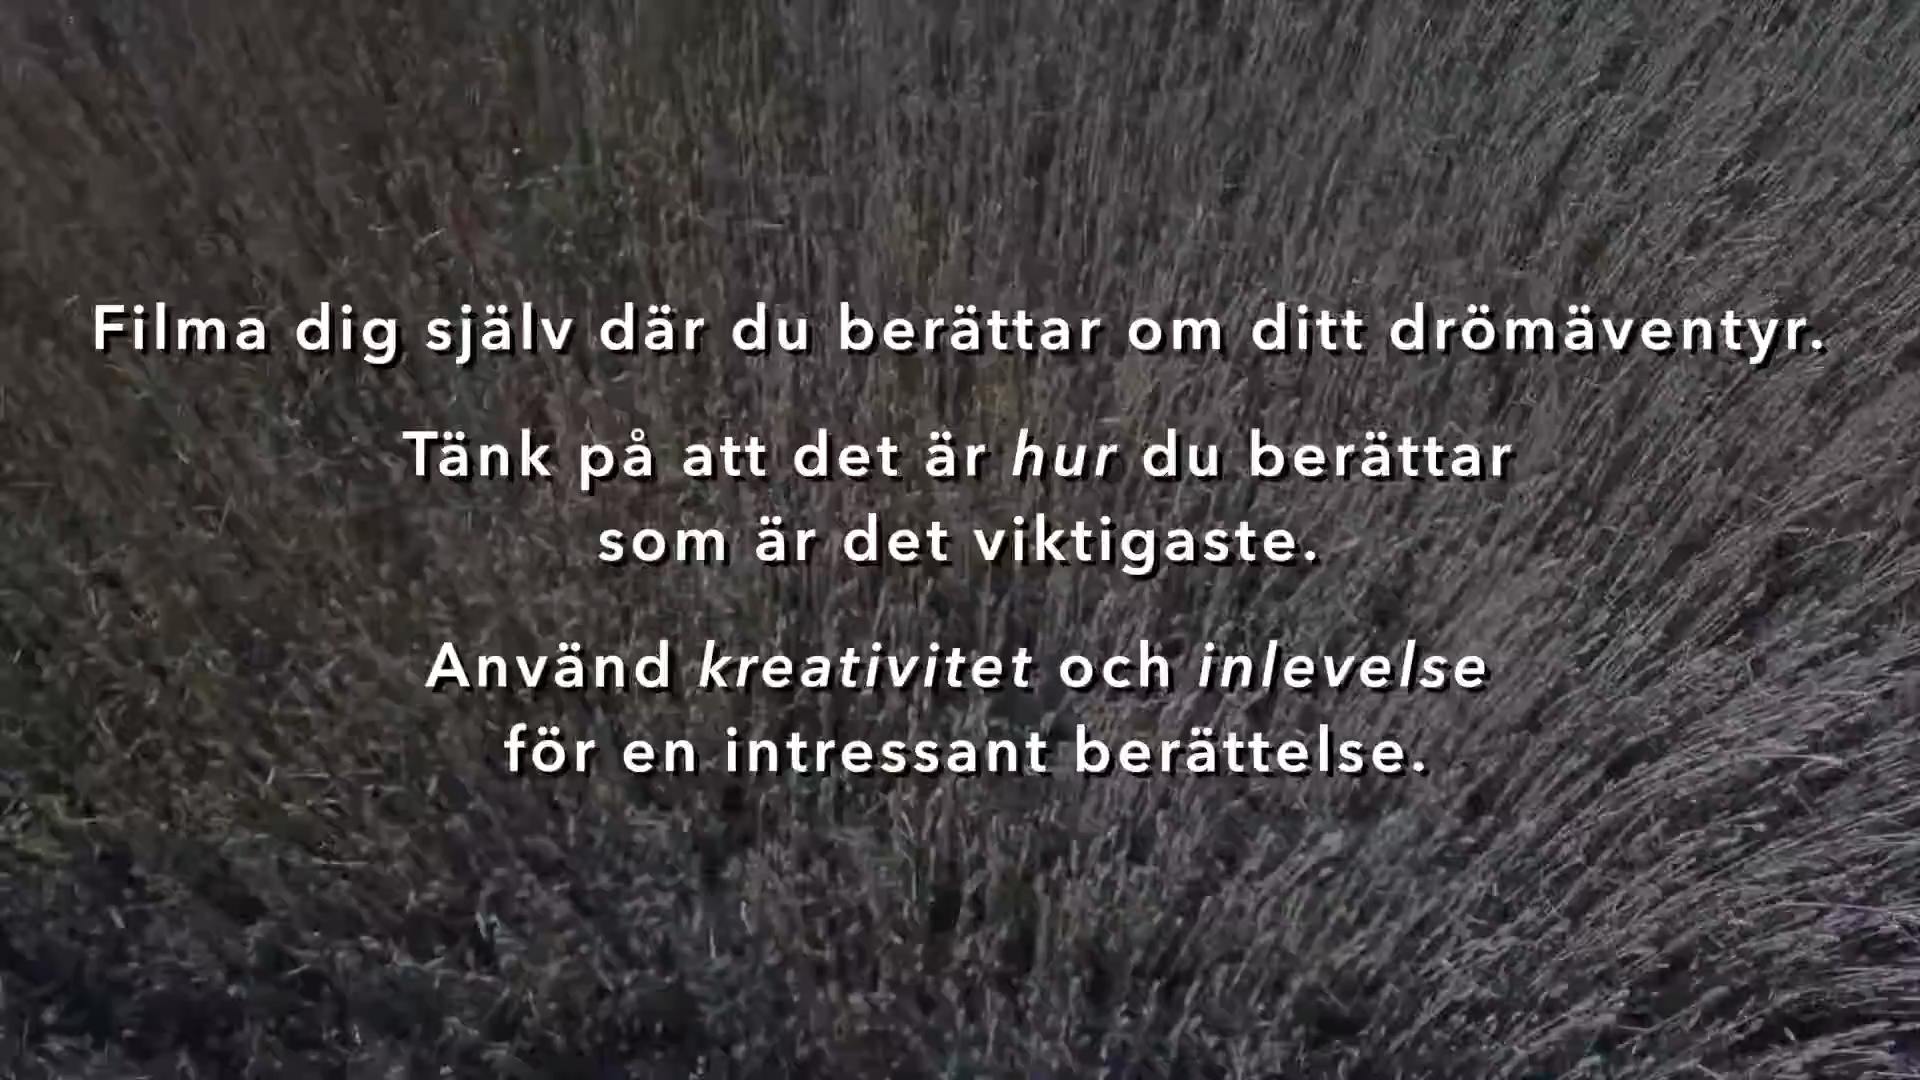 Filma dig själv där du berättar om ditt drömäventyr.
Tänk på att det är hur du berättar
som är det viktigaste.
Använd kreativitet och inlevelse
för en intressant berättelse.